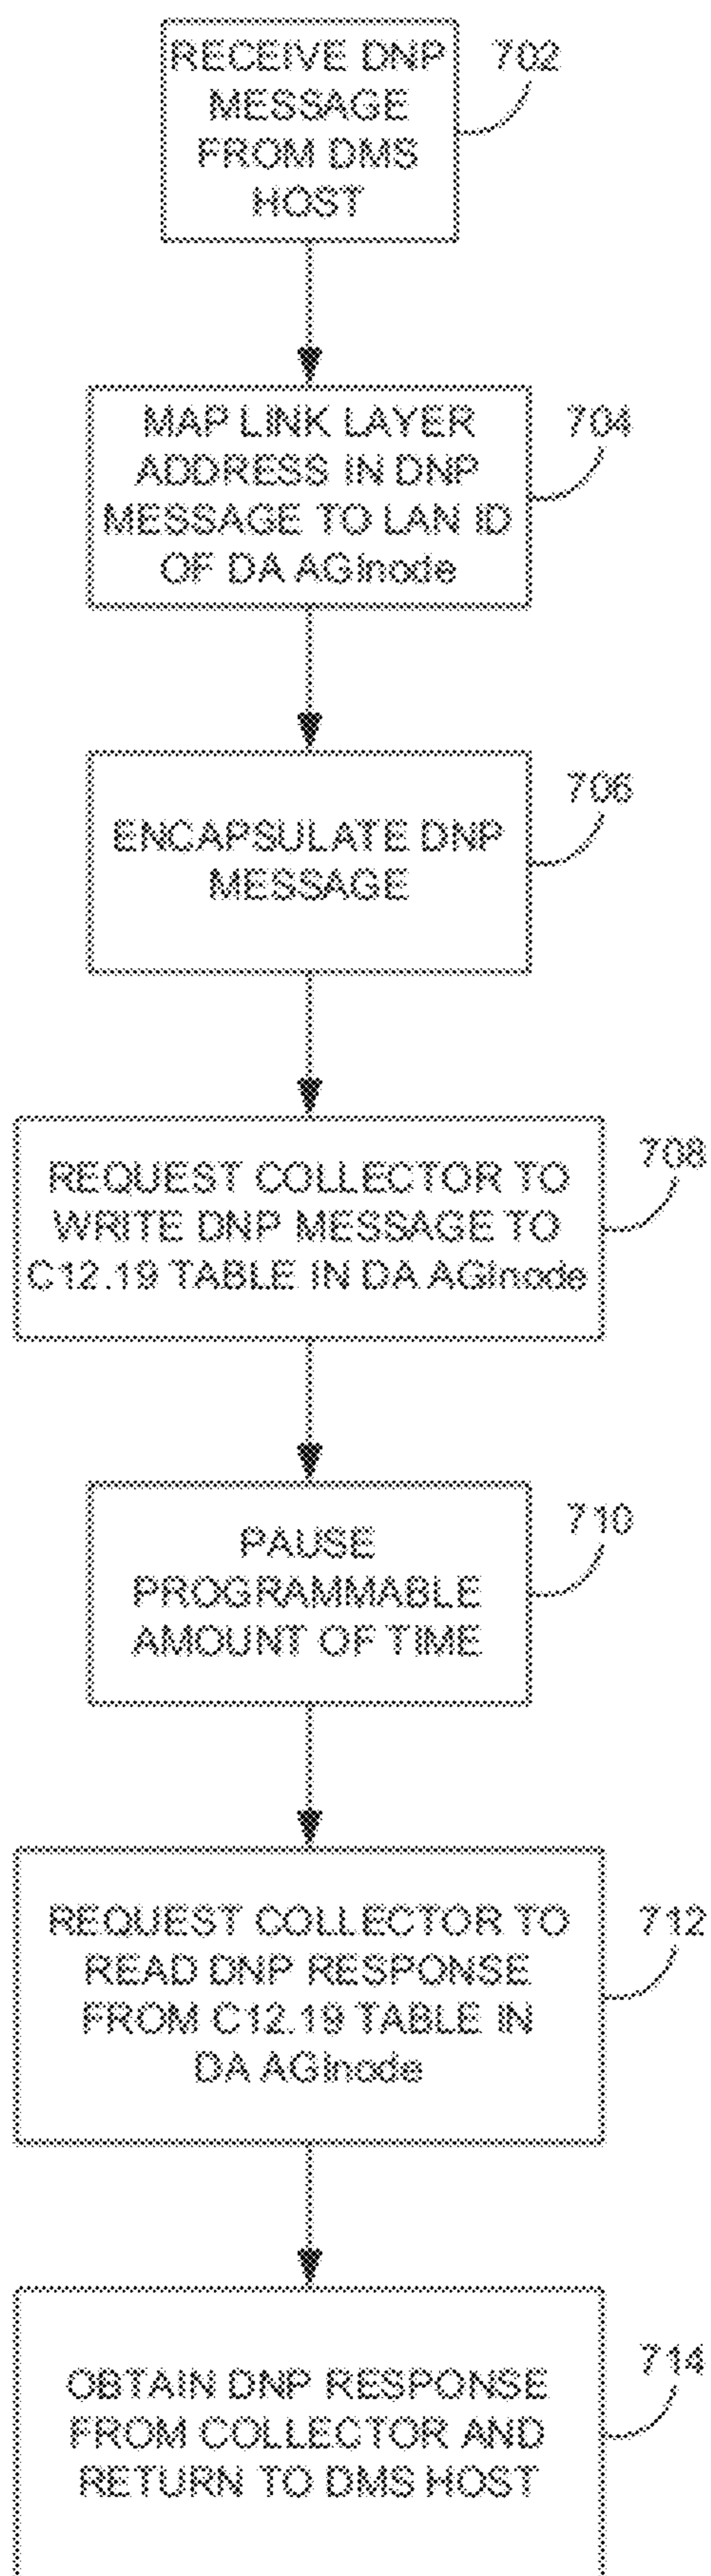 RECEIVE DNP
MESSAGE
FROM DMS
HOST
702
MAP LINK LAYER
ADDRESS IN DNP
MESSAGE TO LAN ID
OF DA AGInode
704
ENCAPSULATE DNP
MESSAGE
706
REQUEST COLLECTOR TO
WRITE DNP MESSAGE TO
C12.19 TABLE IN DA AGInode
708
PAUSE
PROGRAMMABLE
AMOUNT OF TIME
710
REQUEST COLLECTOR TO
READ DNP RESPONSE
FROM C12.19 TABLE IN
DA AGInode
712
OBTAIN DNP RESPONSE
FROM COLLECTOR AND
RETURN TO DMS HOST
714